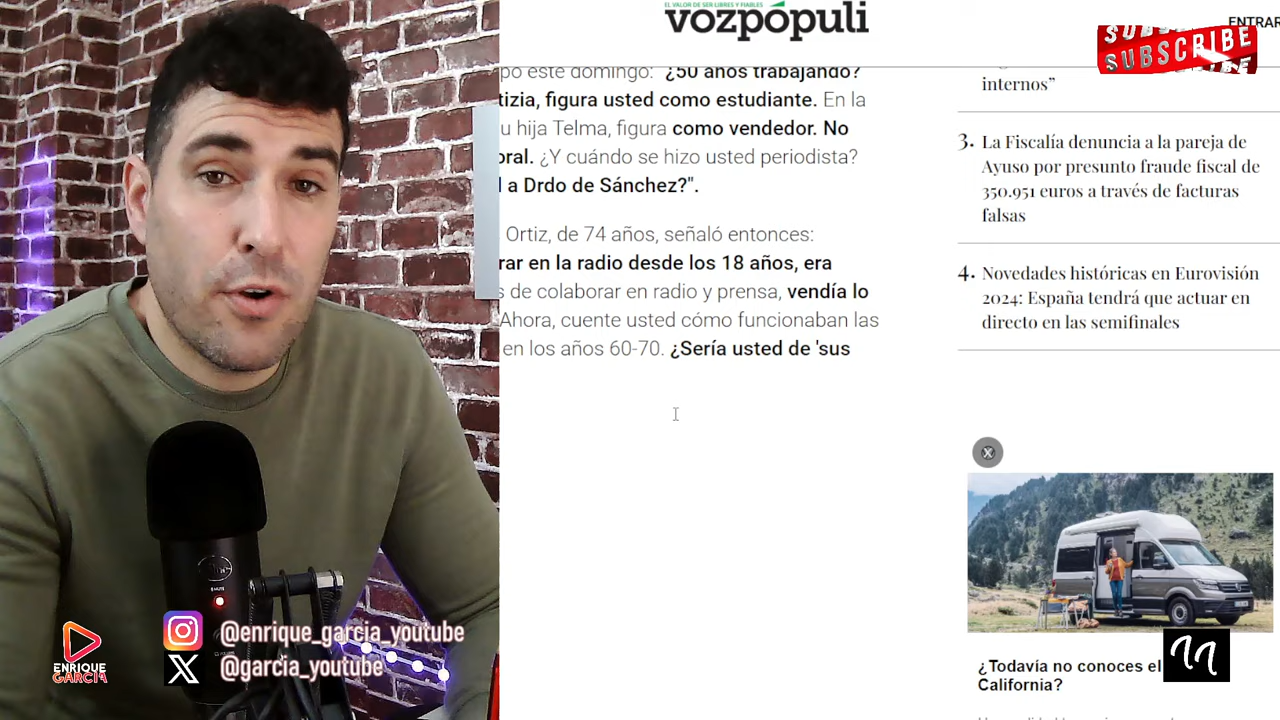 EL VALOR DE SER LIBRES Y FIABLES
vozpópuli
ENTRAR
SUBSCRIBE
po este domingo: "¿50 años trabajando?
tizia, figura usted como estudiante. En la
u hija Telma, figura como vendedor. No
oral. ¿Y cuándo se hizo usted periodista?
l a Drdo de Sánchez?".
Ortiz, de 74 años, señaló entonces:
rar en la radio desde los 18 años, era
s de colaborar en radio y prensa, vendía lo
Ahora, cuente usted cómo funcionaban las
en los años 60-70. ¿Sería usted de 'sus
internos”
3. La Fiscalía denuncia a la pareja de
Ayuso por presunto fraude fiscal de
350.951 euros a través de facturas
falsas
4. Novedades históricas en Eurovisión
2024: España tendrá que actuar en
directo en las semifinales
X
¿Todavía no conoces el
California?
ENRIQUE
GARCÍA
@enrique_garcia_youtube
@garcia_youtube